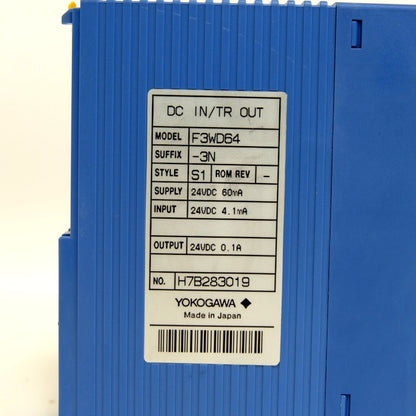 DC IN/TR OUT
MODEL F3WD64
SUFFIX -3N
STYLE S1 ROM REV -
SUPPLY 24VDC 60mA
INPUT 24VDC 4.1mA
OUTPUT 24VDC 0.1A
NO. H7B283019
YOKOGAWA
Made in Japan